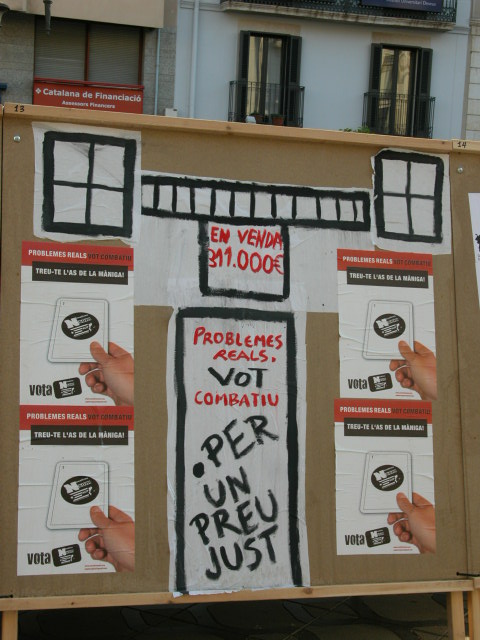 Catalana de Financiació
Assessors Financers
13
14
EN VENDA
311.000€
PROBLEMES REALS VOT COMBATIU
TREU-TE L'AS DE LA MÀNIGA!
vota
PROBLEMES REALS VOT COMBATIU
TREU-TE L'AS DE LA MÀNIGA!
vota
PROBLEMES
REALS.
VOT
COMBATIU
.PER
UN
PREU
JUST
PROBLEMES REALS VOT COMBATIU
TREU-TE L'AS DE LA MÀNIGA!
vota
PROBLEMES REALS VOT COMBATIU
TREU-TE L'AS DE LA MÀNIGA!
vota